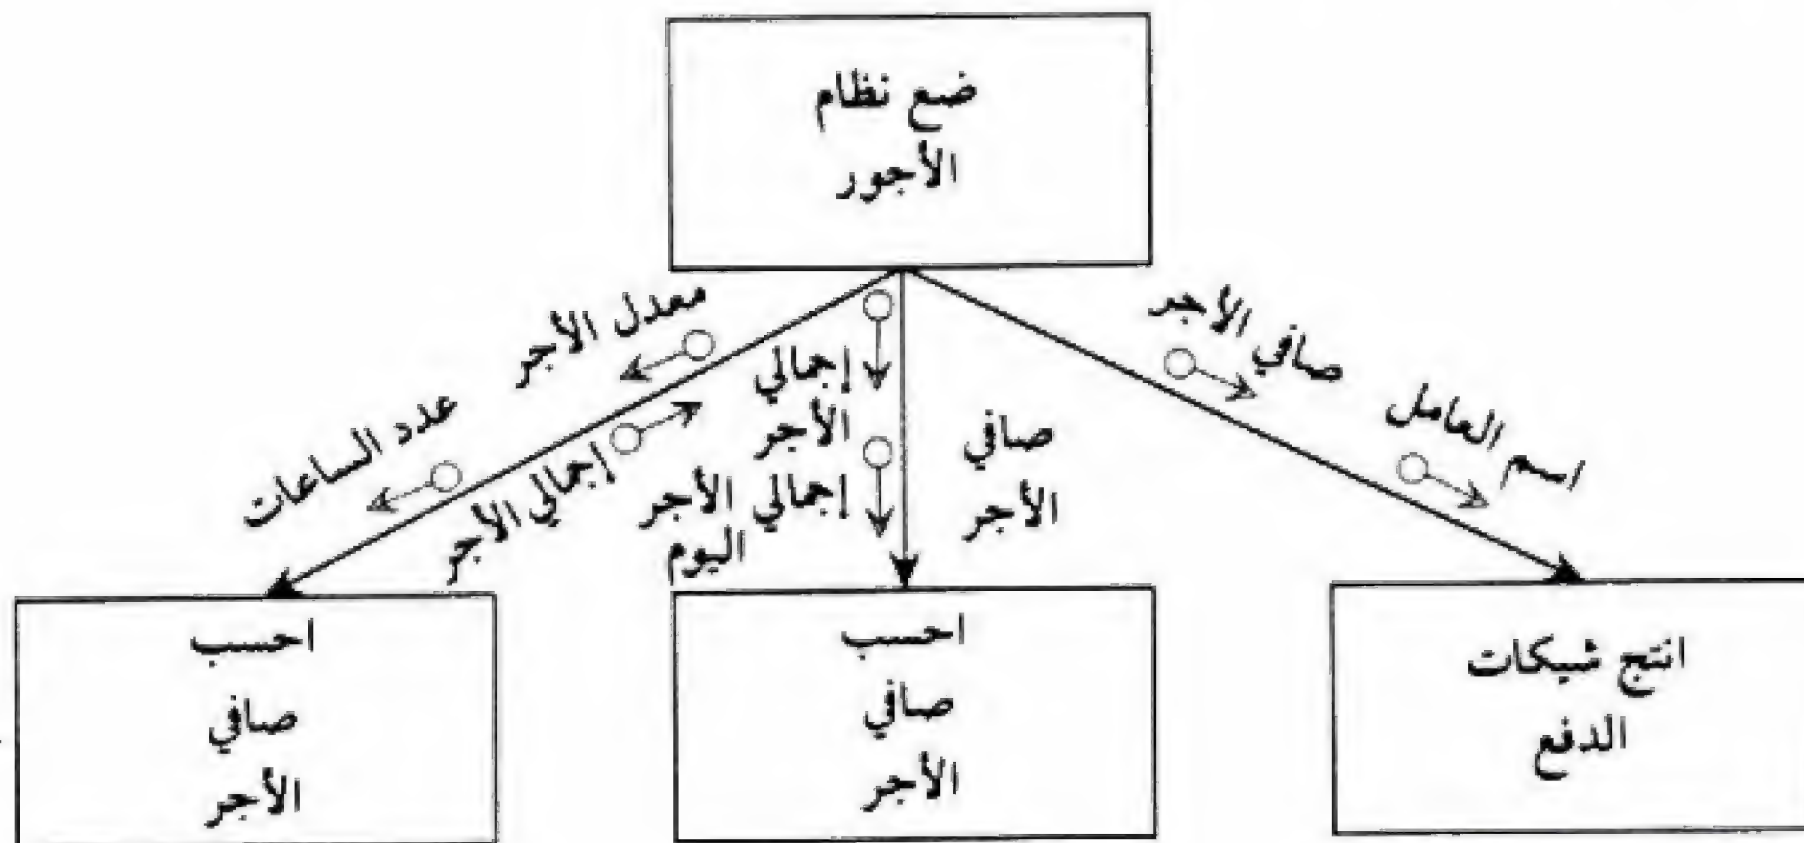 ضع نظام
الأجور
صافي الأجر
اسم العامل
معدل الأجر
عدد الساعات
إجمالي الأجر
إجمالي
الأجر
إجمالي الأجر
اليوم
صافي
الأجر
انتج شيكات
الدفع
احسب
صافي
الأجر
احسب
صافي
الأجر